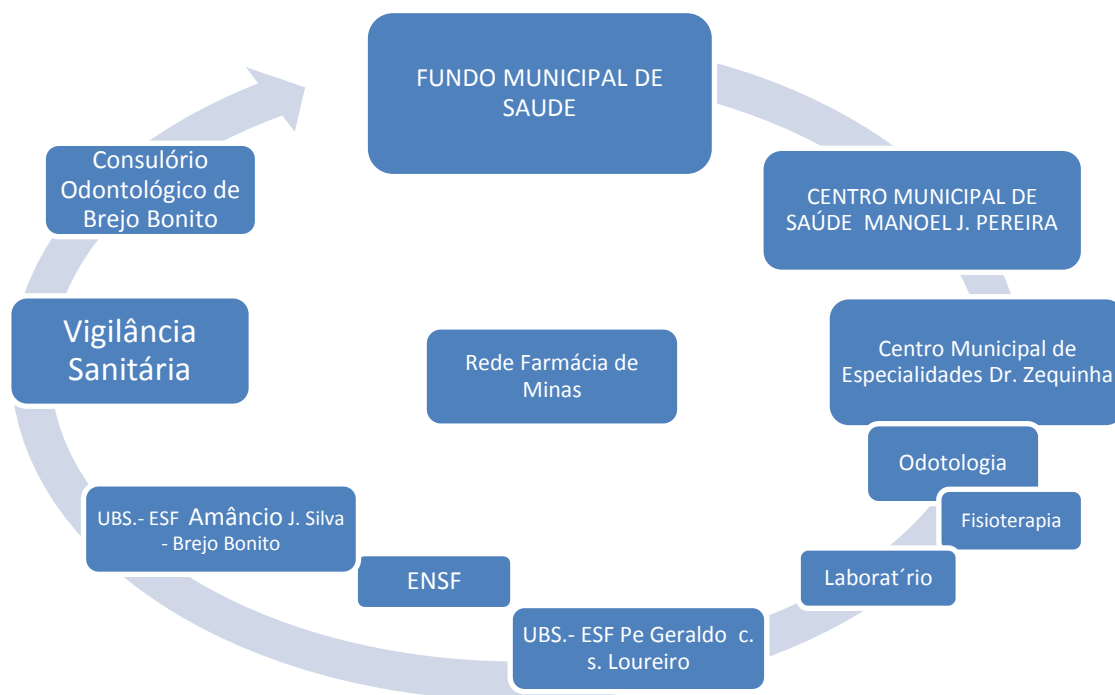 FUNDO MUNICIPAL DE
SAUDE
CENTRO MUNICIPAL DE
SAÚDE MANOEL J. PEREIRA
Centro Municipal de
Especialidades Dr. Zequinha
Odotologia
Fisioterapia
Laborat´rio
UBS.- ESF Pe Geraldo c.
s. Loureiro
ENSF
UBS.- ESF Amâncio J. Silva
- Brejo Bonito
Vigilância
Sanitária
Consulório
Odontológico de
Brejo Bonito
Rede Farmácia de
Minas